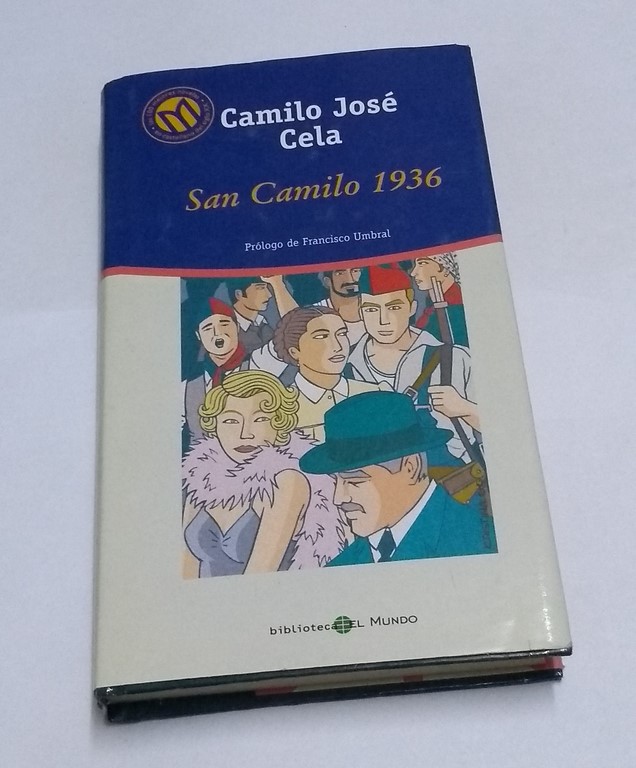 Camilo José
Cela
San Camilo 1936
Prólogo de Francisco Umbral
biblioteca EL MUNDO